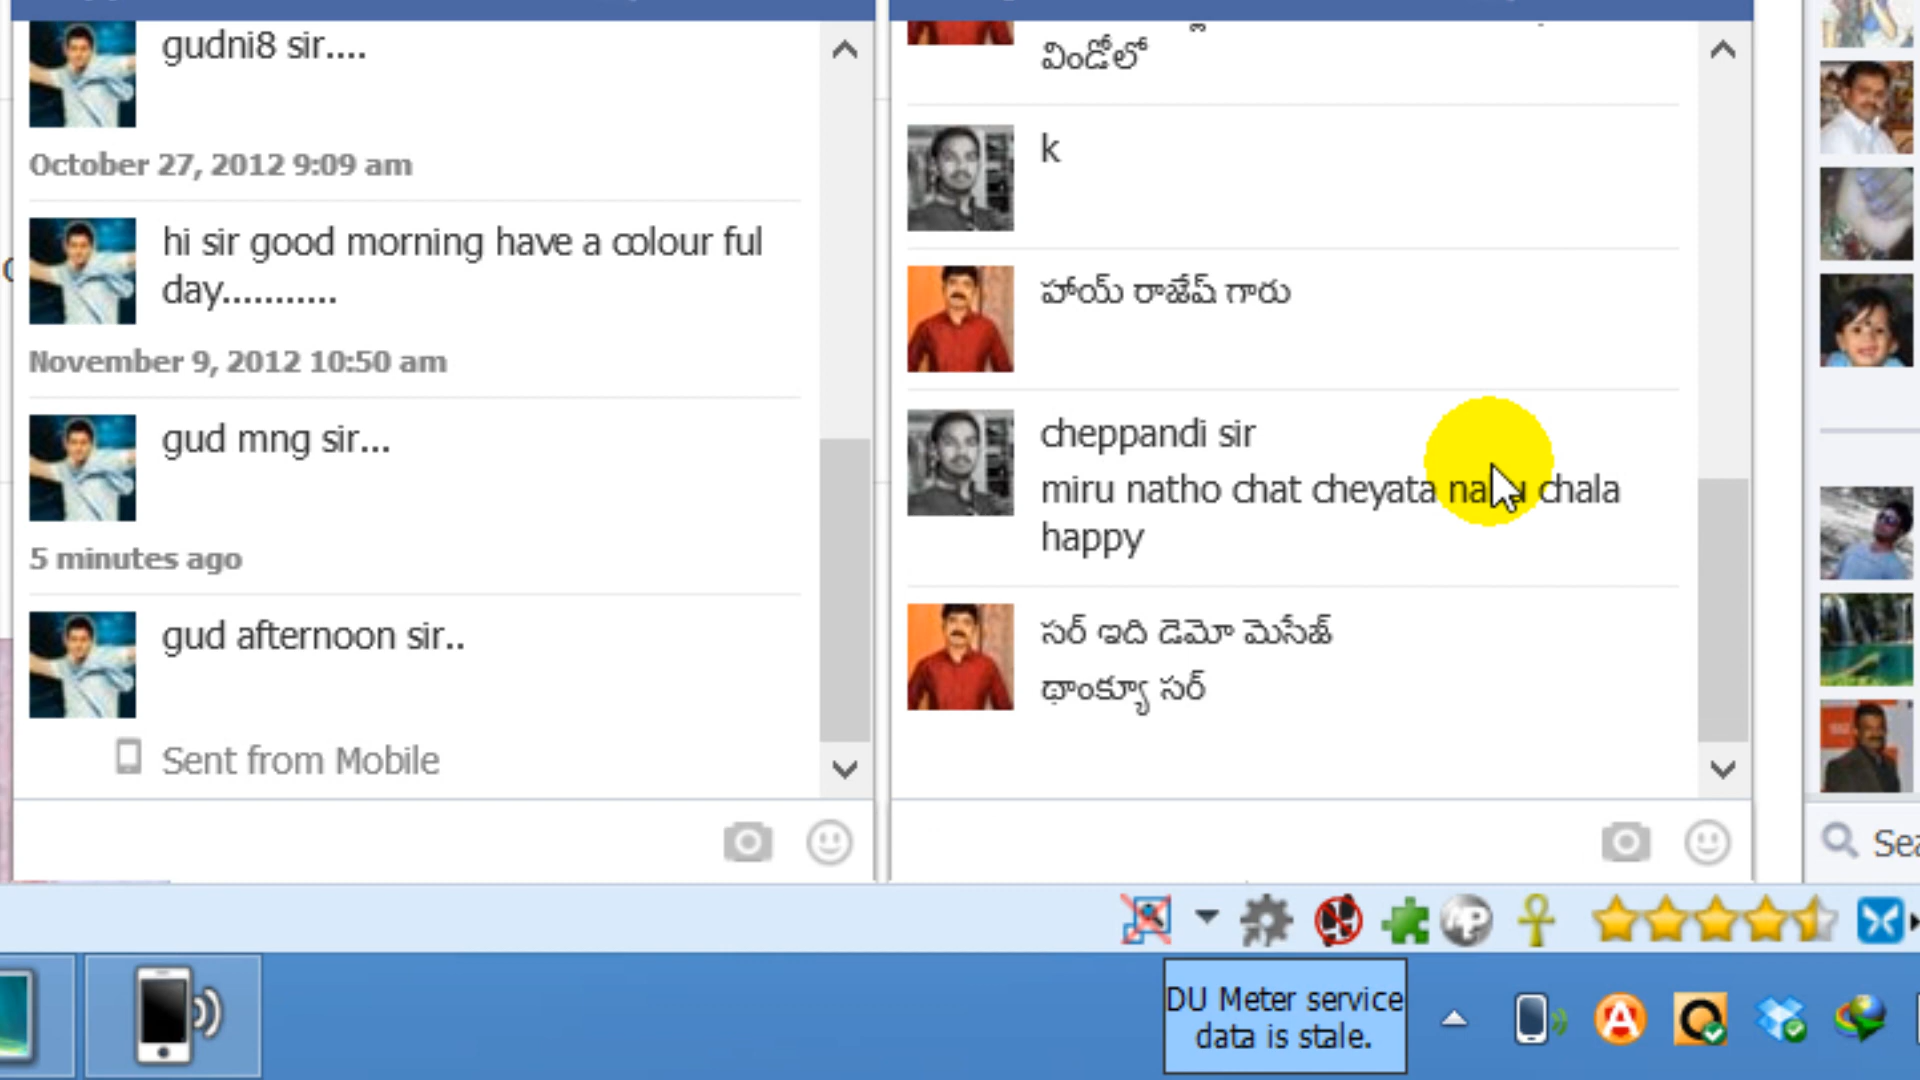 gudni8 sir....
October 27, 2012 9:09 am
hi sir good morning have a colour ful
day...........
November 9, 2012 10:50 am
gud mng sir...
5 minutes ago
gud afternoon sir..
Sent from Mobile
విండోలో
k
హాయ్ రాజేష్ గారు
cheppandi sir
miru natho chat cheyata chala
happy
సర్ ఇది డెమో మెసేజ్
థాంక్యూ సర్
DU Meter service
data is stale.